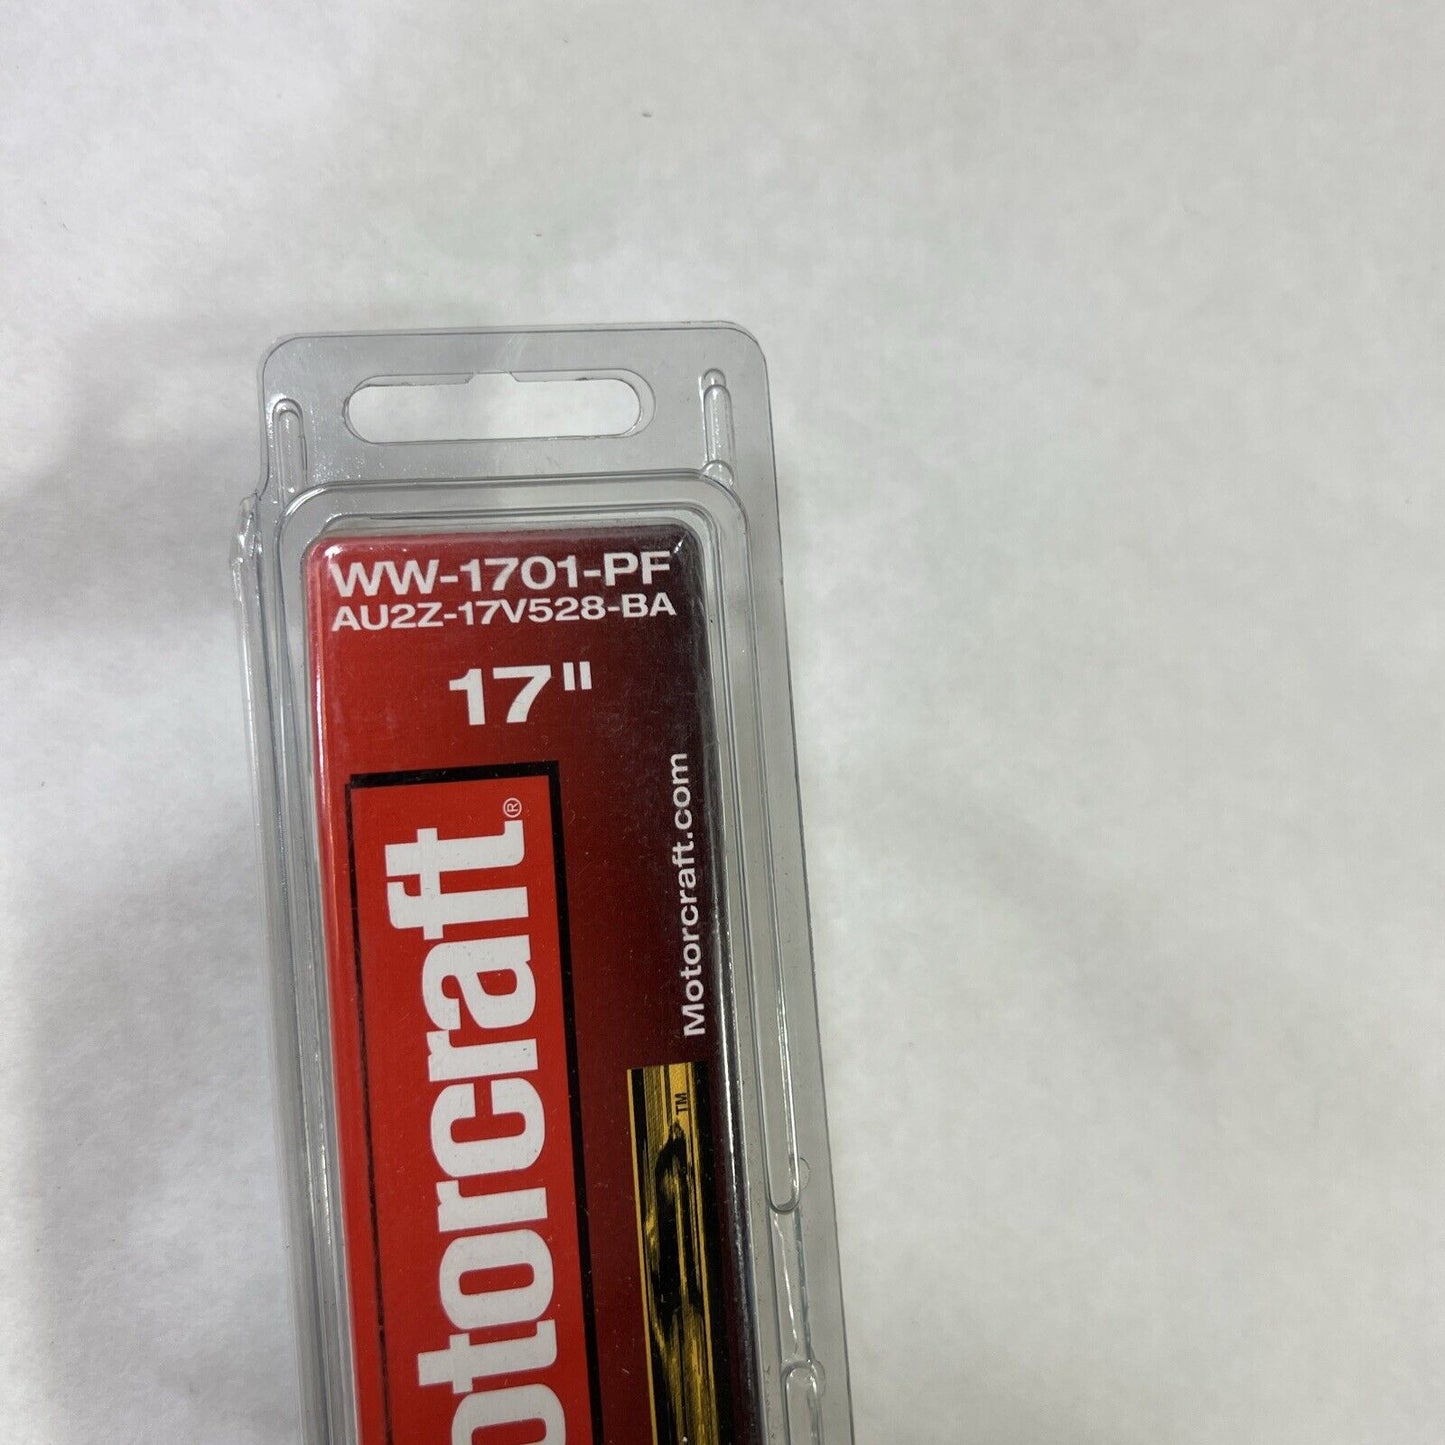 WW-1701-PF
AU2Z-17V528-BA
17"
otorcraft®
Motorcraft.com
™